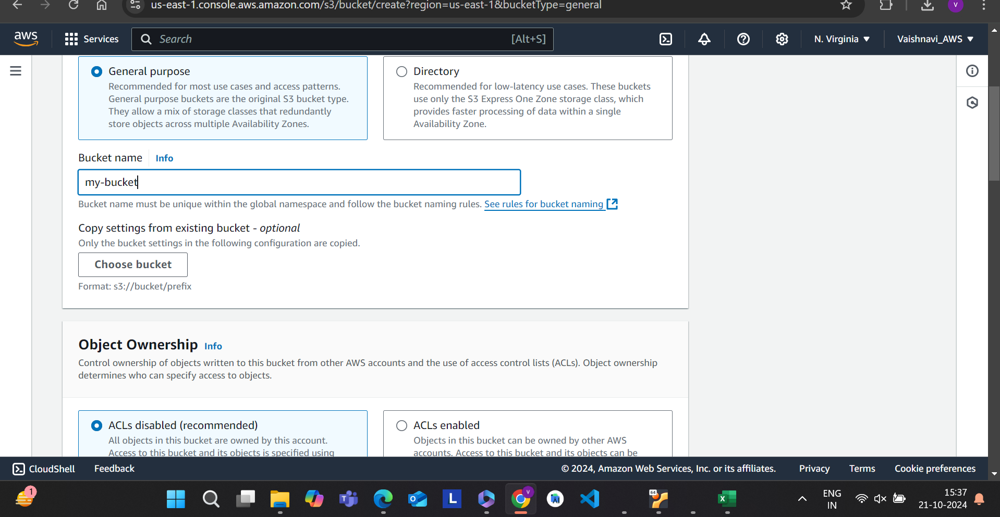 us-east-1.console.aws.amazon.com/s3/bucket/create?region=us-east-1&bucketType=general
V
aws
Services
Search
[Alt+S]
N. Virginia
Vaishnavi_AWS
General purpose
Recommended for most use cases and access patterns.
General purpose buckets are the original S3 bucket type.
They allow a mix of storage classes that redundantly
store objects across multiple Availability Zones.
Directory
Recommended for low-latency use cases. These buckets
use only the S3 Express One Zone storage class, which
provides faster processing of data within a single
Availability Zone.
Bucket name
Info
my-bucket
Bucket name must be unique within the global namespace and follow the bucket naming rules. See rules for bucket naming
Copy settings from existing bucket - optional
Only the bucket settings in the following configuration are copied.
Choose bucket
Format: s3://bucket/prefix
Object Ownership Info
Control ownership of objects written to this bucket from other AWS accounts and the use of access control lists (ACLs). Object ownership
determines who can specify access to objects.
ACLs disabled (recommended)
All objects in this bucket are owned by this account.
Access to this bucket and its objects is specified using
ACLs enabled
Objects in this bucket can be owned by other AWS
accounts. Access to this bucket and its objects can be
CloudShell
Feedback
© 2024, Amazon Web Services, Inc. or its affiliates.
Privacy
Terms
Cookie preferences
1
T
O
L
V
64
X
ENG
IN
15:37
21-10-2024